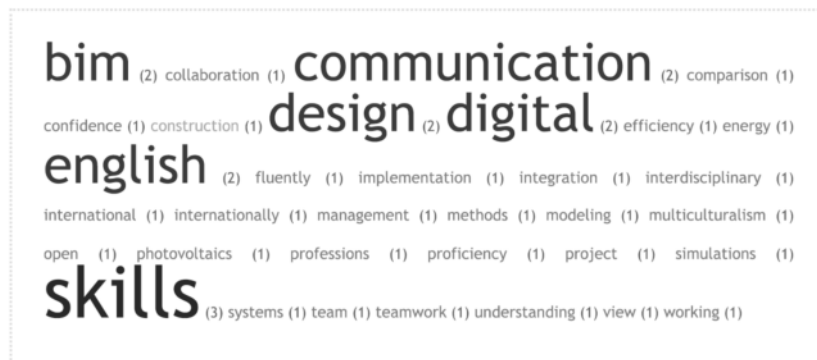 bim (2) collaboration (1) communication (2) comparison (1)
confidence (1) construction (1) design (2) digital (2) efficiency (1) energy (1)
english (2) fluently (1) implementation (1) integration (1) interdisciplinary (1)
international (1) internationally (1) management (1) methods (1) modeling (1) multiculturalism (1)
open (1) photovoltaics (1) professions (1) proficiency (1) project (1) simulations (1)
skills (3) systems (1) team (1) teamwork (1) understanding (1) view (1) working (1)